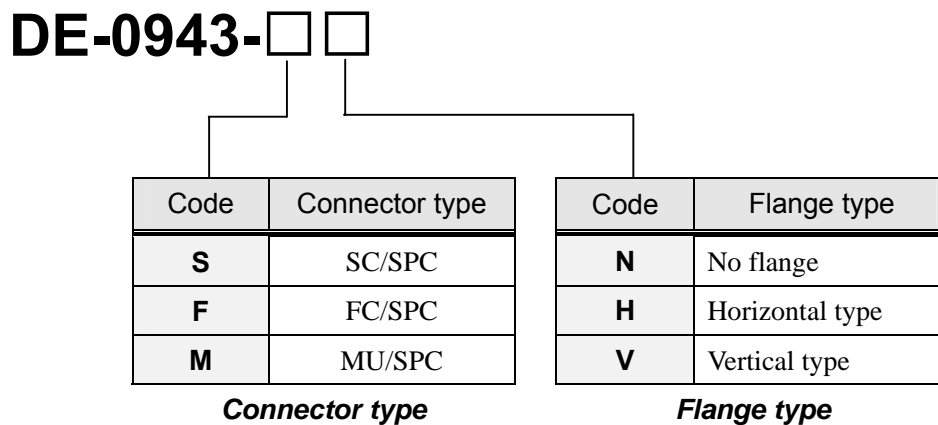 DE-0943-□□
Code Connector type
S SC/SPC
F FC/SPC
M MU/SPC
Connector type
Code Flange type
N No flange
H Horizontal type
V Vertical type
Flange type